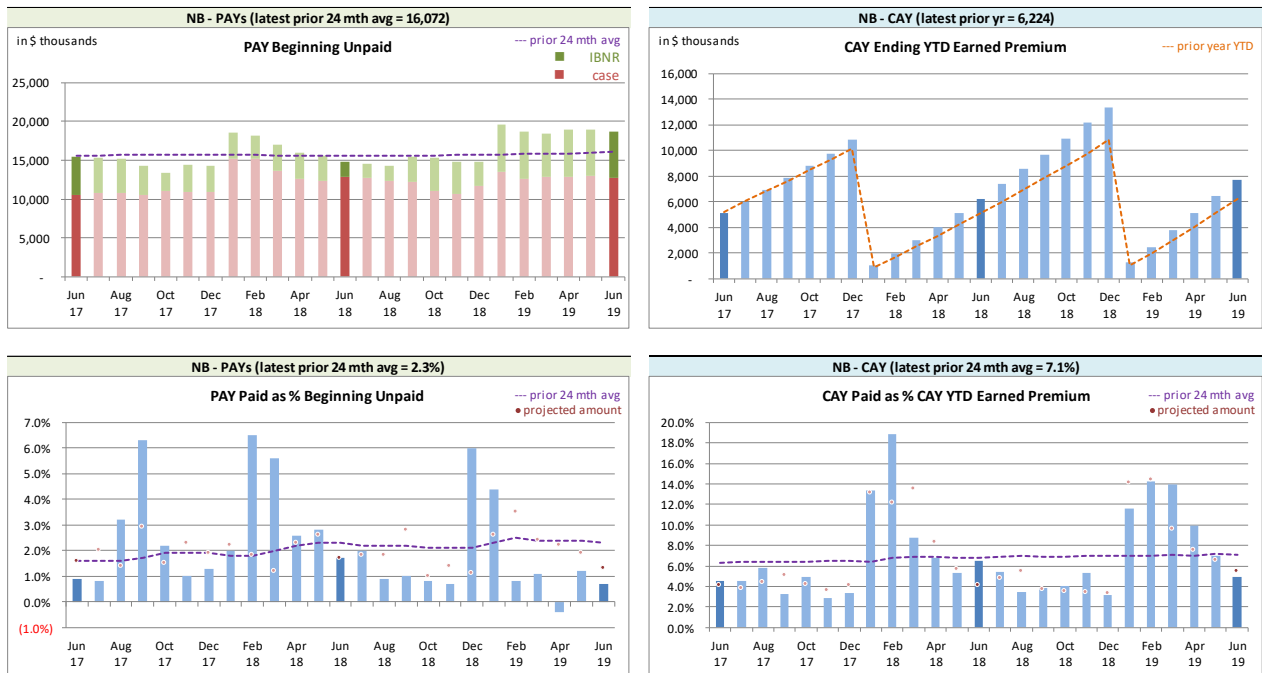 NB - PAYs (latest prior 24 mth avg = 16,072)
in $ thousands
PAY Beginning Unpaid
--- prior 24 mth avg
IBNR
case
25,000
20,000
15,000
10,000
5,000
-
Jun Aug Oct Dec Feb Apr Jun Aug Oct Dec Feb Apr Jun
17 17 17 17 18 18 18 18 18 18 19 19 19
NB - CAY (latest prior yr = 6,224)
in $ thousands
CAY Ending YTD Earned Premium
--- prior year YTD
16,000
14,000
12,000
10,000
8,000
6,000
4,000
2,000
-
Jun Aug Oct Dec Feb Apr Jun Aug Oct Dec Feb Apr Jun
17 17 17 17 18 18 18 18 18 18 19 19 19
NB - PAYs (latest prior 24 mth avg = 2.3%)
PAY Paid as % Beginning Unpaid
--- prior 24 mth avg
• projected amount
7.0%
6.0%
5.0%
4.0%
3.0%
2.0%
1.0%
0.0%
(1.0%)
Jun Aug Oct Dec Feb Apr Jun Aug Oct Dec Feb Apr Jun
17 17 17 17 18 18 18 18 18 18 19 19 19
NB - CAY (latest prior 24 mth avg = 7.1%)
CAY Paid as % CAY YTD Earned Premium
--- prior 24 mth avg
• projected amount
20.0%
18.0%
16.0%
14.0%
12.0%
10.0%
8.0%
6.0%
4.0%
2.0%
0.0%
Jun Aug Oct Dec Feb Apr Jun Aug Oct Dec Feb Apr Jun
17 17 17 17 18 18 18 18 18 18 19 19 19